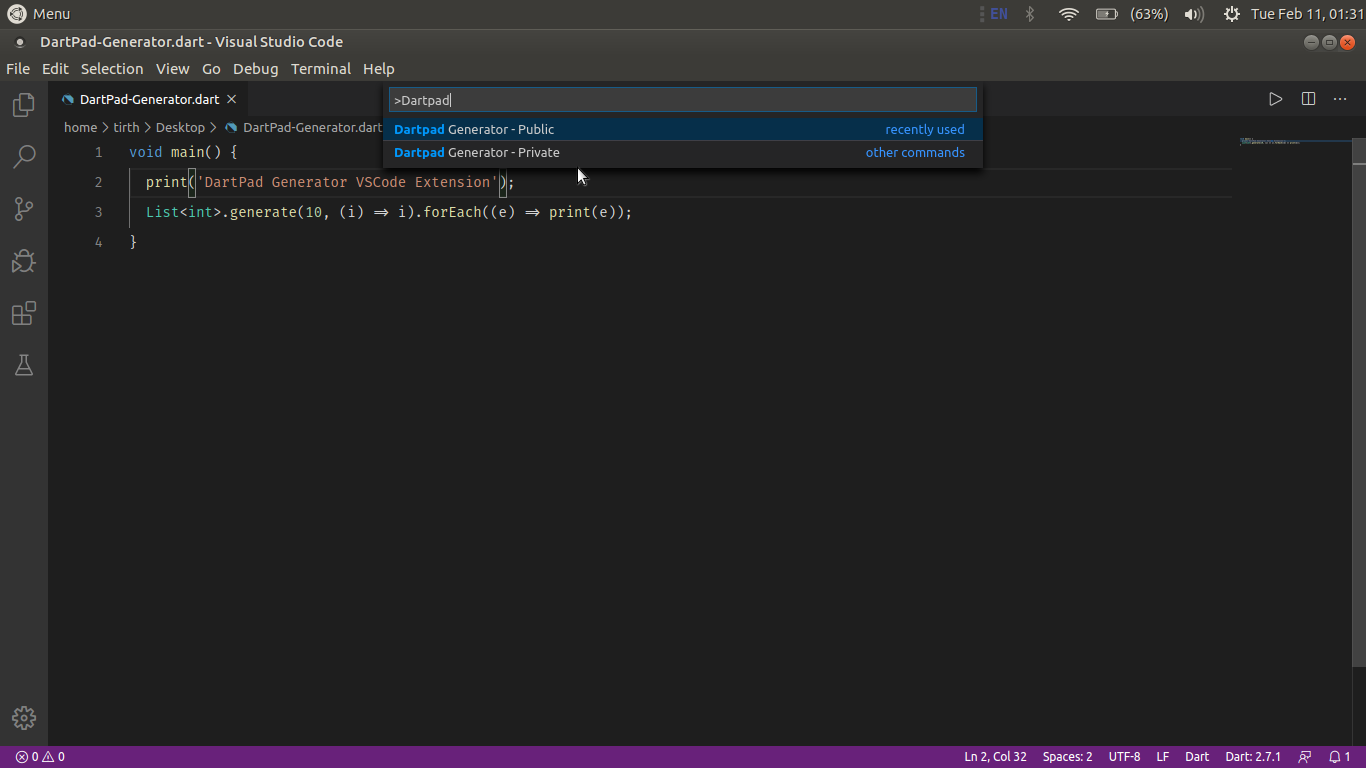 Menu EN (63%) Tue Feb 11, 01:31
DartPad-Generator.dart - Visual Studio Code
File Edit Selection View Go Debug Terminal Help
DartPad-Generator.dart
>Dartpad
home > tirth > Desktop > DartPad-Generator.dart
Dartpad Generator - Public recently used
Dartpad Generator - Private other commands
1 void main() {
2 print('DartPad Generator VSCode Extension');
3 List<int>.generate(10, (i) => i).forEach((e) => print(e));
4 }
0 0 Ln 2, Col 32 Spaces: 2 UTF-8 LF Dart Dart: 2.7.1 1